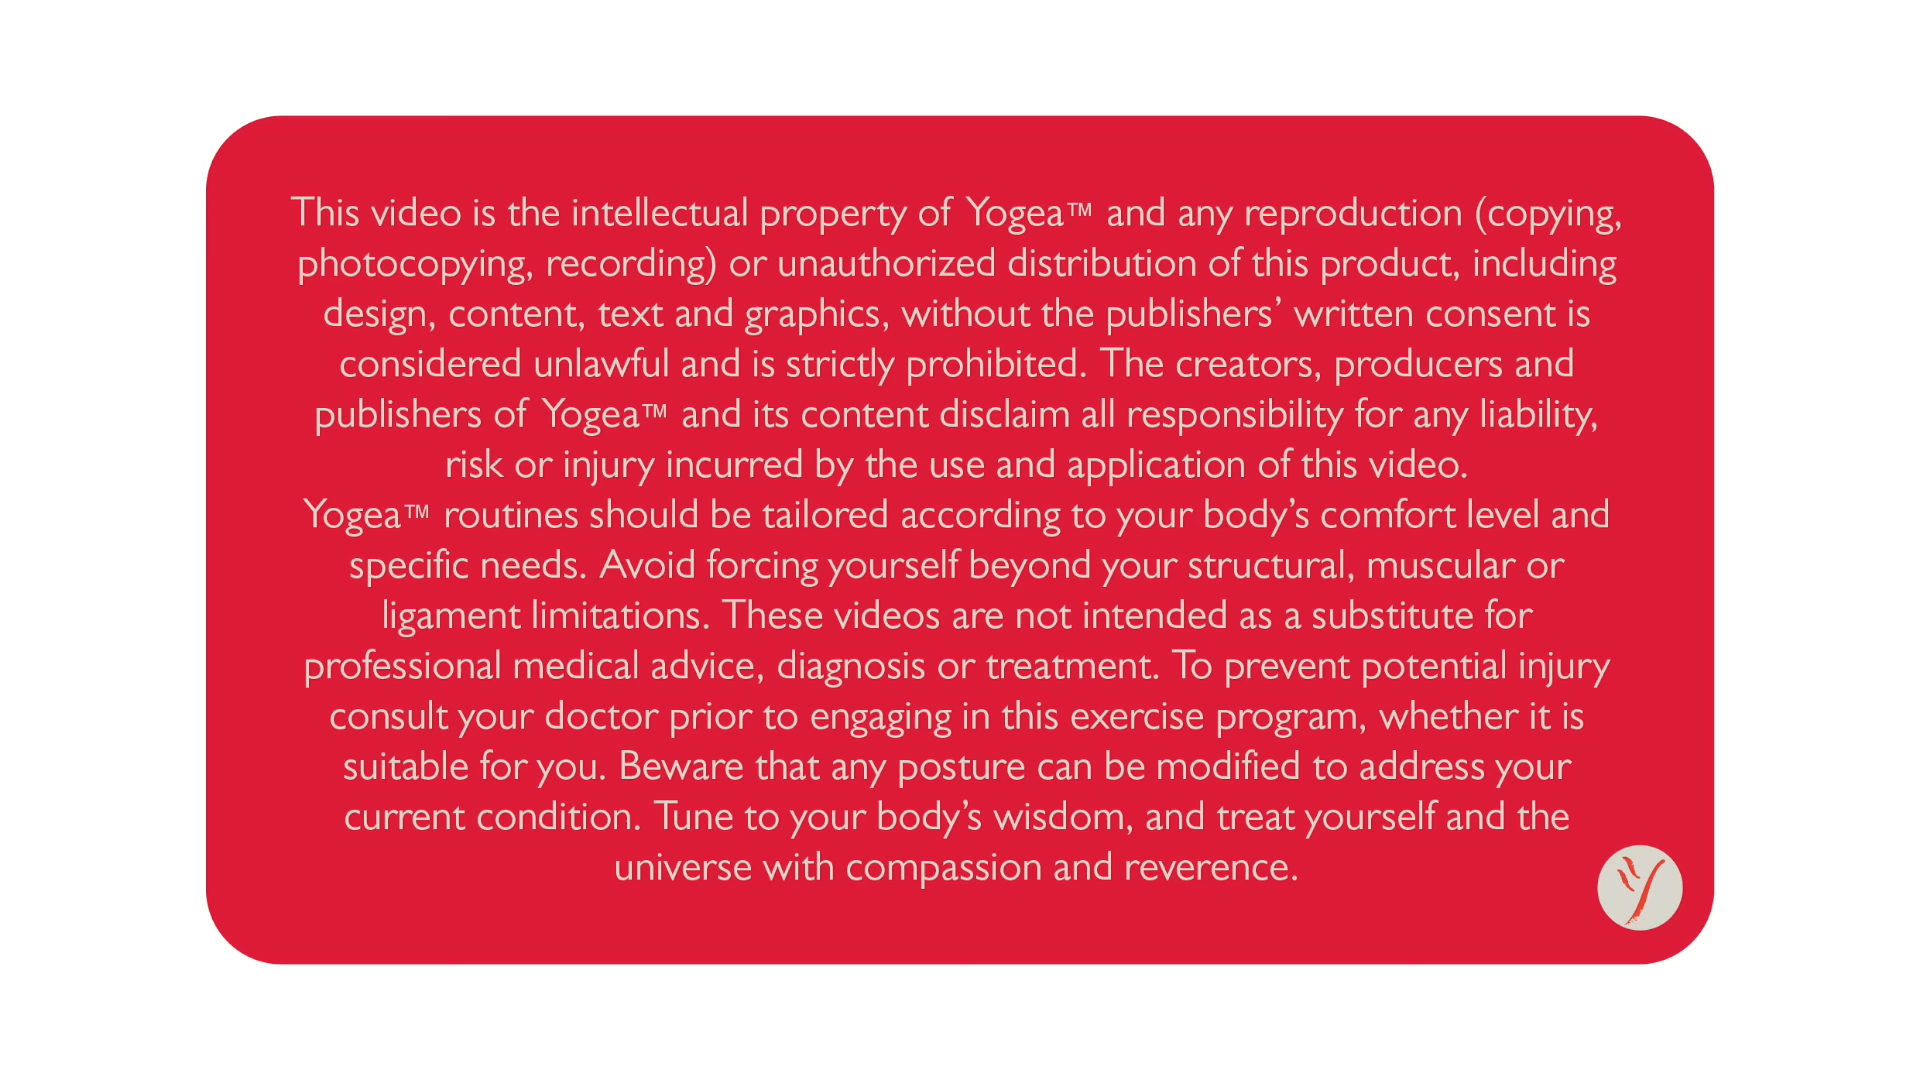 This video is the intellectual property of Yogea™ and any reproduction (copying,
photocopying, recording) or unauthorized distribution of this product, including
design, content, text and graphics, without the publishers’ written consent is
considered unlawful and is strictly prohibited. The creators, producers and
publishers of Yogea™ and its content disclaim all responsibility for any liability,
risk or injury incurred by the use and application of this video.
Yogea™ routines should be tailored according to your body’s comfort level and
specific needs. Avoid forcing yourself beyond your structural, muscular or
ligament limitations. These videos are not intended as a substitute for
professional medical advice, diagnosis or treatment. To prevent potential injury
consult your doctor prior to engaging in this exercise program, whether it is
suitable for you. Beware that any posture can be modified to address your
current condition. Tune to your body’s wisdom, and treat yourself and the
universe with compassion and reverence.